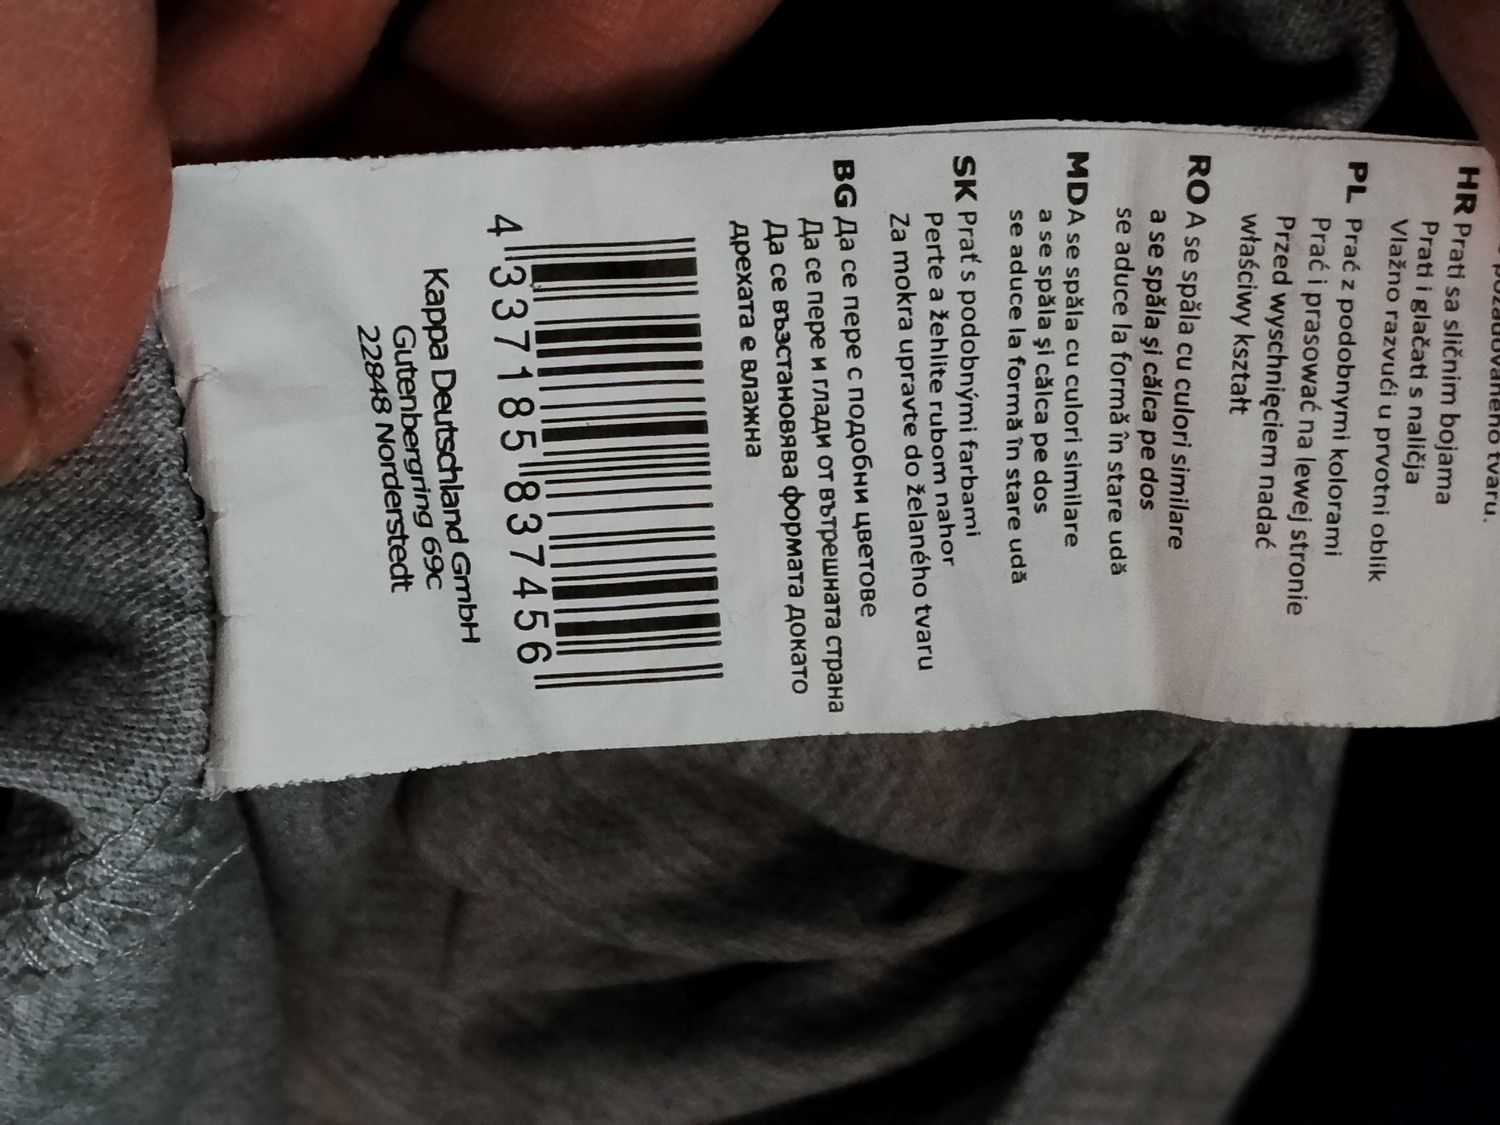 tvaru.
HR Prati sa sličnim bojama
Prati i glačati s naličja
Vlažno razvući u prvotni oblik
PL Prać z podobnymi kolorami
Prać i prasować na lewej stronie
Przed wyschnięciem nadać
właściwy kształt
RO A se spăla cu culori similare
a se spăla şi călca pe dos
se aduce la formă în stare udă
MD A se spăla cu culori similare
a se spăla şi călca pe dos
se aduce la formă în stare udă
SK Prať s podobnými farbami
Perte a žehlite rubom nahor
Za mokra upravte do želaného tvaru
BG Да се пере с подобни цветове
Да се пере и глади от вътрешната страна
Да се възстановява формата докато
дрехата е влажна
4 337185 837456
Kappa Deutschland GmbH
Gutenbergring 69c
22848 Norderstedt